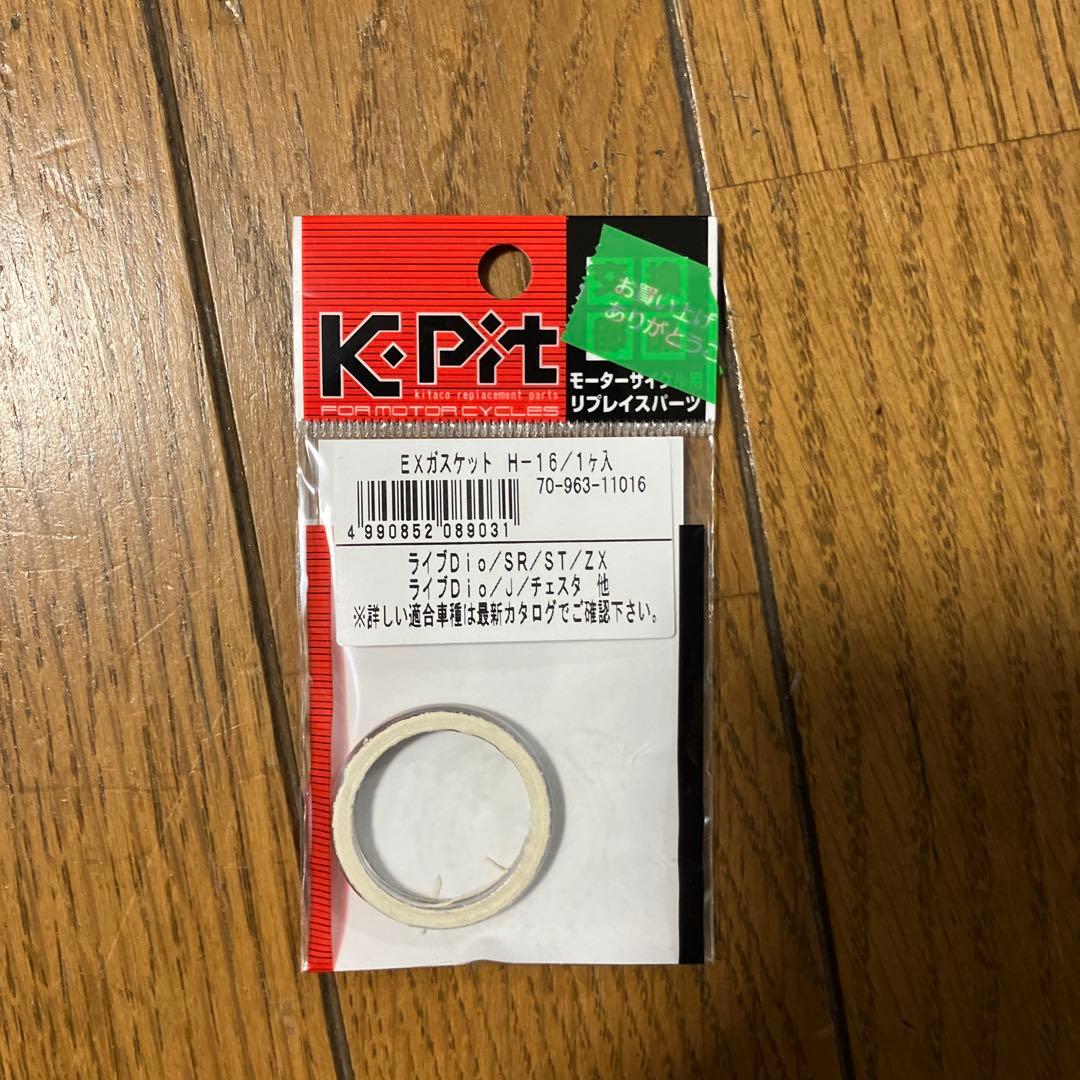 K・Pit
Kitaco replacement parts
FOR MOTOR CYCLES
お買い上げ
ありがとうご
モーターサイクル用
リプレイスパーツ
EXガスケット H-16/1ヶ入
70-963-11016
4 990852 089031
ライブDio/SR/ST/ZX
ライブDio/J/チェスタ 他
※詳しい適合車種は最新カタログでご確認下さい。